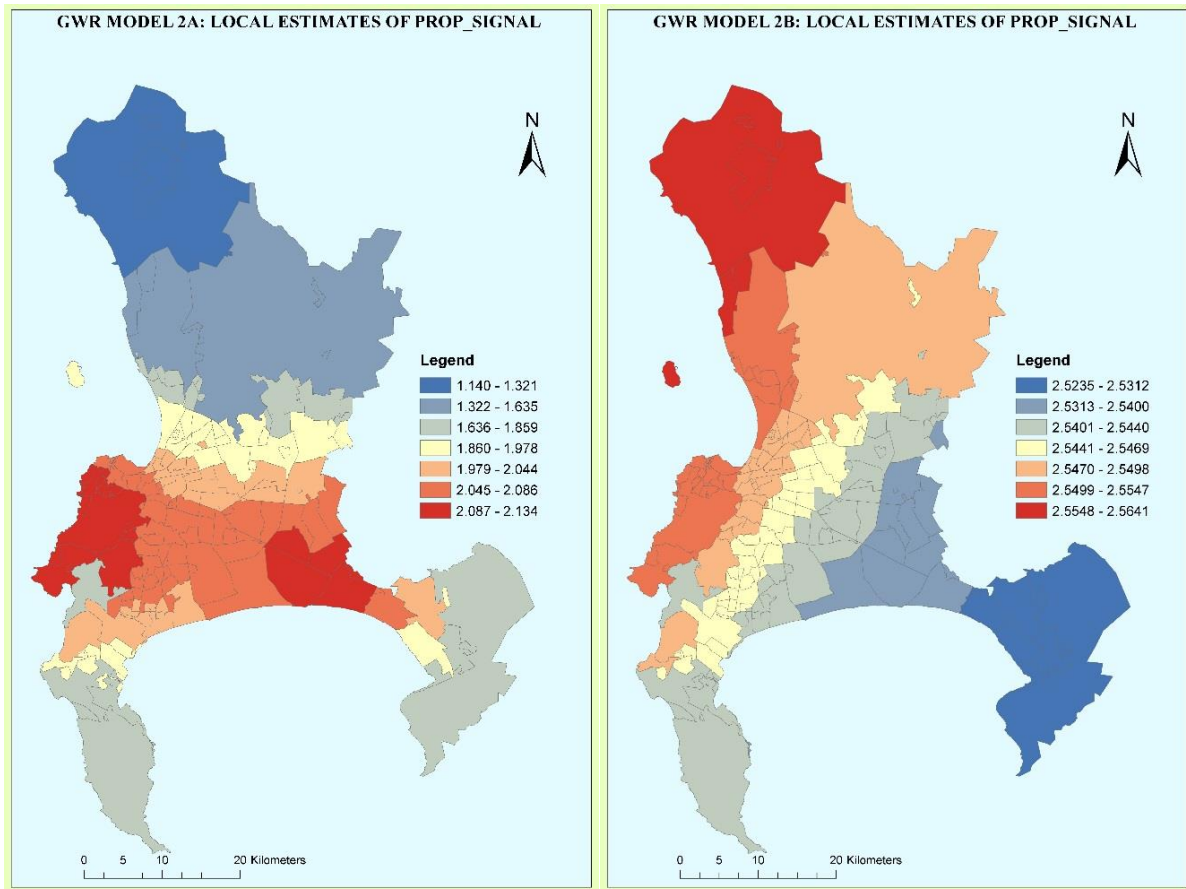 GWR MODEL 2A: LOCAL ESTIMATES OF PROP_SIGNAL
N
Legend
1.140 - 1.321
1.322 - 1.635
1.636 - 1.859
1.860 - 1.978
1.979 - 2.044
2.045 - 2.086
2.087 - 2.134
0 5 10 20 Kilometers
GWR MODEL 2B: LOCAL ESTIMATES OF PROP_SIGNAL
N
Legend
2.5235 - 2.5312
2.5313 - 2.5400
2.5401 - 2.5440
2.5441 - 2.5469
2.5470 - 2.5498
2.5499 - 2.5547
2.5548 - 2.5641
0 5 10 20 Kilometers